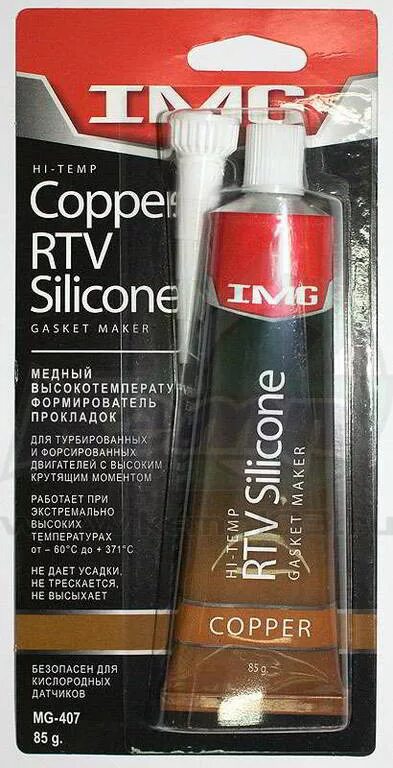 IMG
HI-TEMP
Copper
RTV
Silicone
GASKET MAKER
МЕДНЫЙ
ФОРМИРОВАТЕЛЬ
ПРОКЛАДОК
ДЛЯ ТУРБИРОВАННЫХ
И ФОРСИРОВАННЫХ
ДВИГАТЕЛЕЙ С ВЫСОКИМ
КРУТЯЩИМ МОМЕНТОМ
РАБОТАЕТ ПРИ
ЭКСТРЕМАЛЬНО
ВЫСОКИХ
ТЕМПЕРАТУРАХ
от – 60°C до + 371°C
НЕ ДАЕТ УСАДКИ,
НЕ ТРЕСКАЕТСЯ,
НЕ ВЫСЫХАЕТ
БЕЗОПАСЕН ДЛЯ
КИСЛОРОДНЫХ
ДАТЧИКОВ
MG-407
85 g.
IMG
HI-TEMP
RTV Silicone
GASKET MAKER
COPPER
85 g.